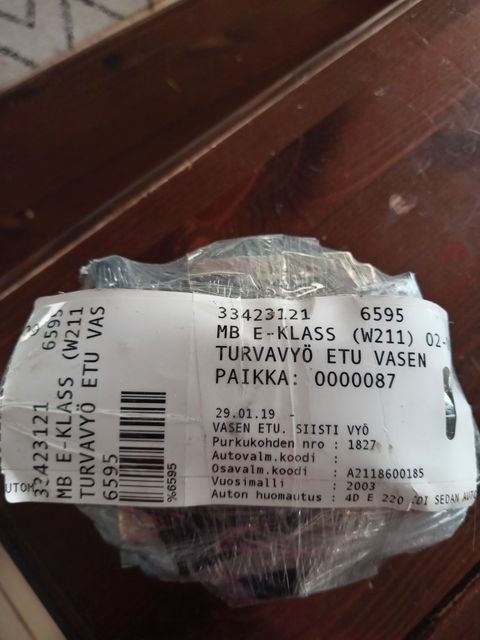 33423121 6595
MB E-KLASS (W211) 02-
TURVAVYÖ ETU VASEN
PAIKKA: 0000087
29.01.19 -
VASEN ETU. SIISTI VYÖ
Purkukohden nro : 1827
Autovalm.koodi :
Osavalm.koodi : A2118600185
Vuosimalli : 2003
Auton huomautus : 4D E 220 CDI SEDAN AUT
33423121 6595
MB E-KLASS (W211
TURVAVYÖ ETU VAS
6595
%6595